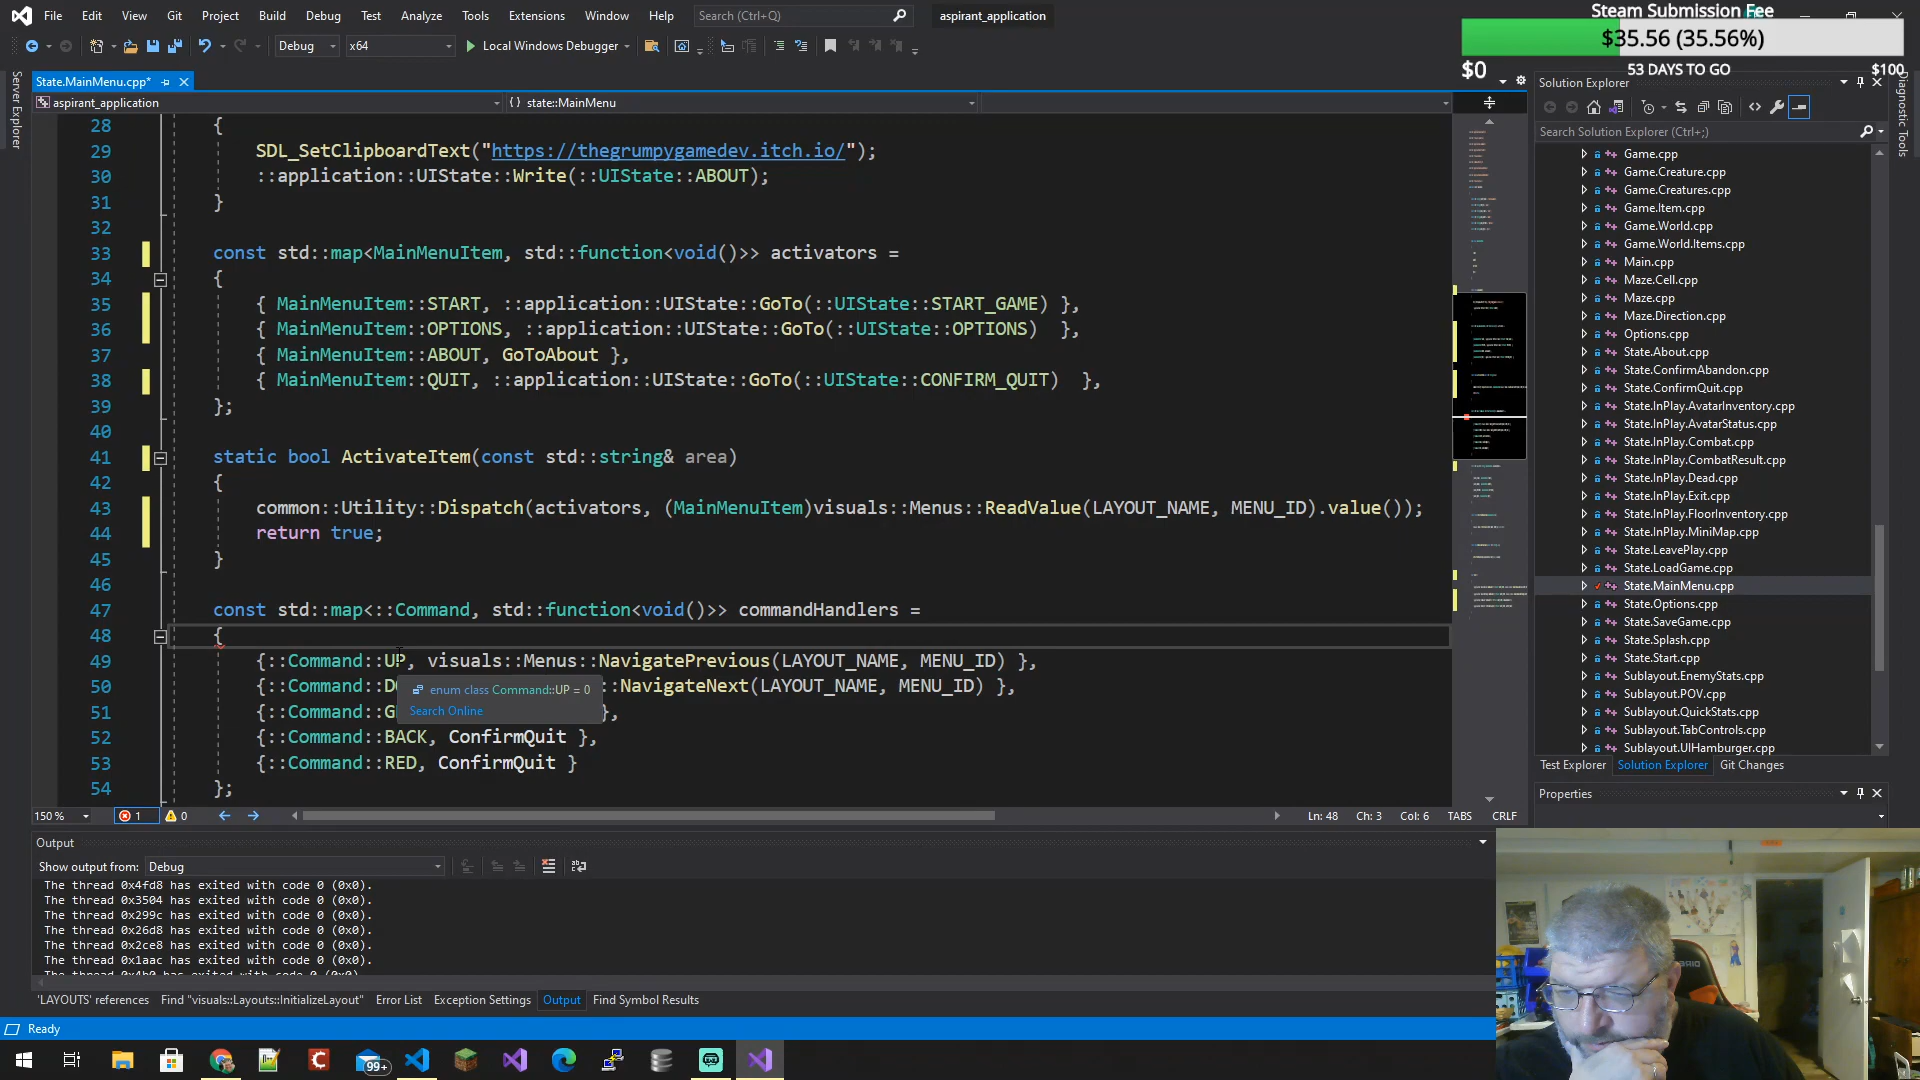 File Edit View Git Project Build Debug Test Analyze Tools Extensions Window Help Search (Ctrl+Q) aspirant_application
Steam Submission Fee
$35.56 (35.56%)
$0 53 DAYS TO GO $100
Debug x64 Local Windows Debugger
Server Explorer
Diagnostic Tools
State.MainMenu.cpp*
aspirant_application {} state::MainMenu
28 {
29 SDL_SetClipboardText("https://thegrumpygamedev.itch.io/");
30 ::application::UIState::Write(::UIState::ABOUT);
31 }
32
33 const std::map<MainMenuItem, std::function<void()>> activators =
34 {
35 { MainMenuItem::START, ::application::UIState::GoTo(::UIState::START_GAME) },
36 { MainMenuItem::OPTIONS, ::application::UIState::GoTo(::UIState::OPTIONS) },
37 { MainMenuItem::ABOUT, GoToAbout },
38 { MainMenuItem::QUIT, ::application::UIState::GoTo(::UIState::CONFIRM_QUIT) },
39 };
40
41 static bool ActivateItem(const std::string& area)
42 {
43 common::Utility::Dispatch(activators, (MainMenuItem)visuals::Menus::ReadValue(LAYOUT_NAME, MENU_ID).value());
44 return true;
45 }
46
47 const std::map<::Command, std::function<void()>> commandHandlers =
48 {
49 {::Command::UP, visuals::Menus::NavigatePrevious(LAYOUT_NAME, MENU_ID) },
50 {::Command::D ::NavigateNext(LAYOUT_NAME, MENU_ID) },
51 {::Command::G },
52 {::Command::BACK, ConfirmQuit },
53 {::Command::RED, ConfirmQuit }
54 };
enum class Command::UP = 0
Search Online
150 % 1 0 Ln: 48 Ch: 3 Col: 6 TABS CRLF
Solution Explorer
Search Solution Explorer (Ctrl+;)
Game.cpp
Game.Creature.cpp
Game.Creatures.cpp
Game.Item.cpp
Game.World.cpp
Game.World.Items.cpp
Main.cpp
Maze.Cell.cpp
Maze.cpp
Maze.Direction.cpp
Options.cpp
State.About.cpp
State.ConfirmAbandon.cpp
State.ConfirmQuit.cpp
State.InPlay.AvatarInventory.cpp
State.InPlay.AvatarStatus.cpp
State.InPlay.Combat.cpp
State.InPlay.CombatResult.cpp
State.InPlay.Dead.cpp
State.InPlay.Exit.cpp
State.InPlay.FloorInventory.cpp
State.InPlay.MiniMap.cpp
State.LeavePlay.cpp
State.LoadGame.cpp
State.MainMenu.cpp
State.Options.cpp
State.SaveGame.cpp
State.Splash.cpp
State.Start.cpp
Sublayout.EnemyStats.cpp
Sublayout.POV.cpp
Sublayout.QuickStats.cpp
Sublayout.TabControls.cpp
Sublayout.UIHamburger.cpp
Test Explorer Solution Explorer Git Changes
Properties
Output
Show output from: Debug
The thread 0x4fd8 has exited with code 0 (0x0).
The thread 0x3504 has exited with code 0 (0x0).
The thread 0x299c has exited with code 0 (0x0).
The thread 0x26d8 has exited with code 0 (0x0).
The thread 0x2ce8 has exited with code 0 (0x0).
The thread 0x1aac has exited with code 0 (0x0).
The thread 0x4b0 has exited with code 0 (0x0).
'LAYOUTS' references Find "visuals::Layouts::InitializeLayout" Error List Exception Settings Output Find Symbol Results
Ready
99+